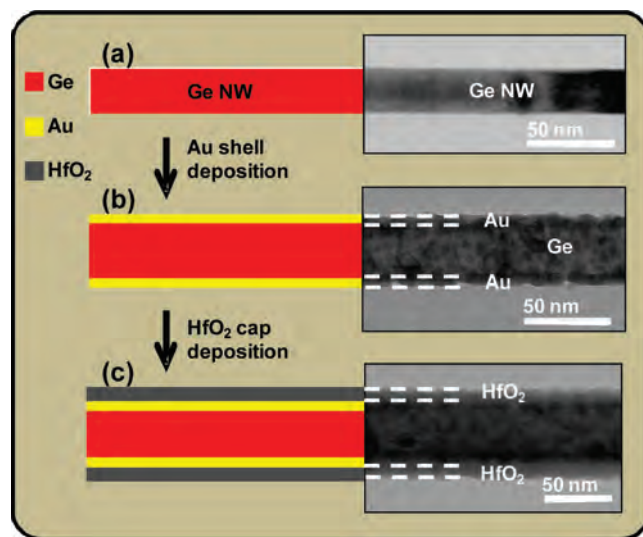 Ge
Au
HfO₂
(a)
Ge NW
Ge NW
50 nm
Au shell
deposition
(b)
Au
Ge
Au
50 nm
HfO₂ cap
deposition
(c)
HfO₂
HfO₂
50 nm